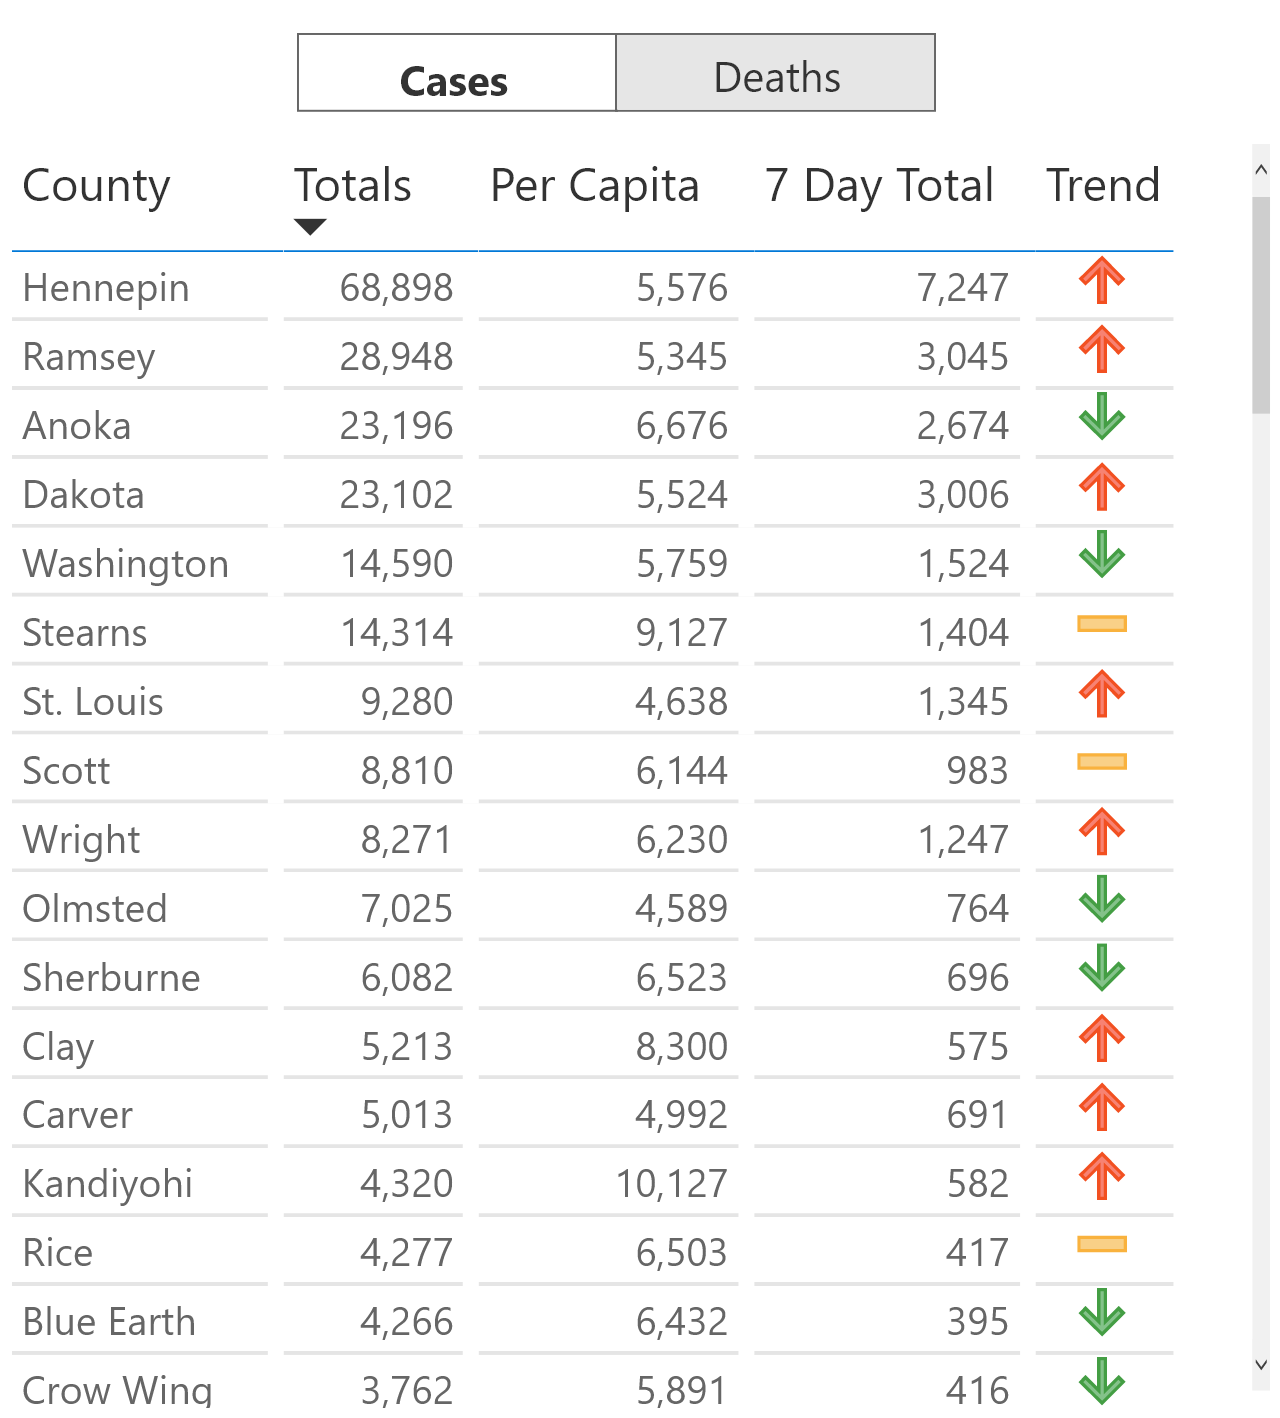 Cases Deaths
County Totals Per Capita 7 Day Total Trend
Hennepin 68,898 5,576 7,247
Ramsey 28,948 5,345 3,045
Anoka 23,196 6,676 2,674
Dakota 23,102 5,524 3,006
Washington 14,590 5,759 1,524
Stearns 14,314 9,127 1,404
St. Louis 9,280 4,638 1,345
Scott 8,810 6,144 983
Wright 8,271 6,230 1,247
Olmsted 7,025 4,589 764
Sherburne 6,082 6,523 696
Clay 5,213 8,300 575
Carver 5,013 4,992 691
Kandiyohi 4,320 10,127 582
Rice 4,277 6,503 417
Blue Earth 4,266 6,432 395
Crow Wing 3,762 5,891 416